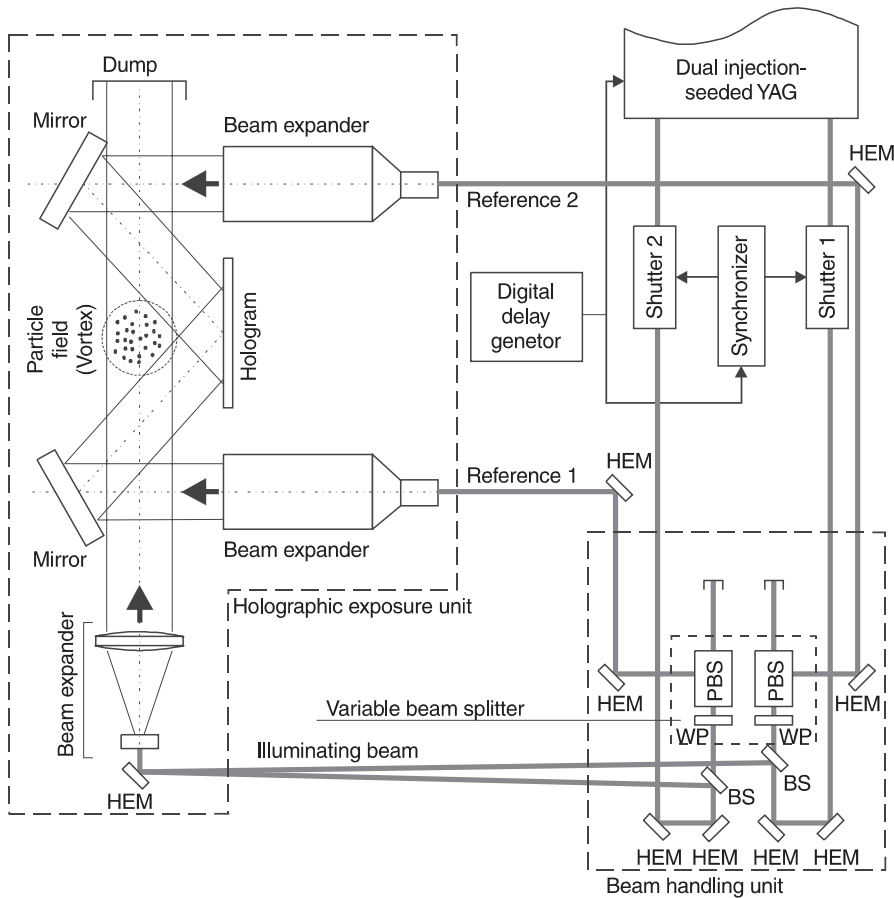 Dump
Mirror
Beam expander
Dual injection-
seeded YAG
HEM
Reference 2
Shutter 2
Synchronizer
Shutter 1
Digital
delay
genetor
Particle
field
(Vortex)
Hologram
HEM
Reference 1
Mirror
Beam expander
Holographic exposure unit
Beam expander
PBS
PBS
HEM
HEM
Variable beam splitter
WP
WP
Illuminating beam
HEM
BS
BS
HEM
HEM
HEM
HEM
Beam handling unit